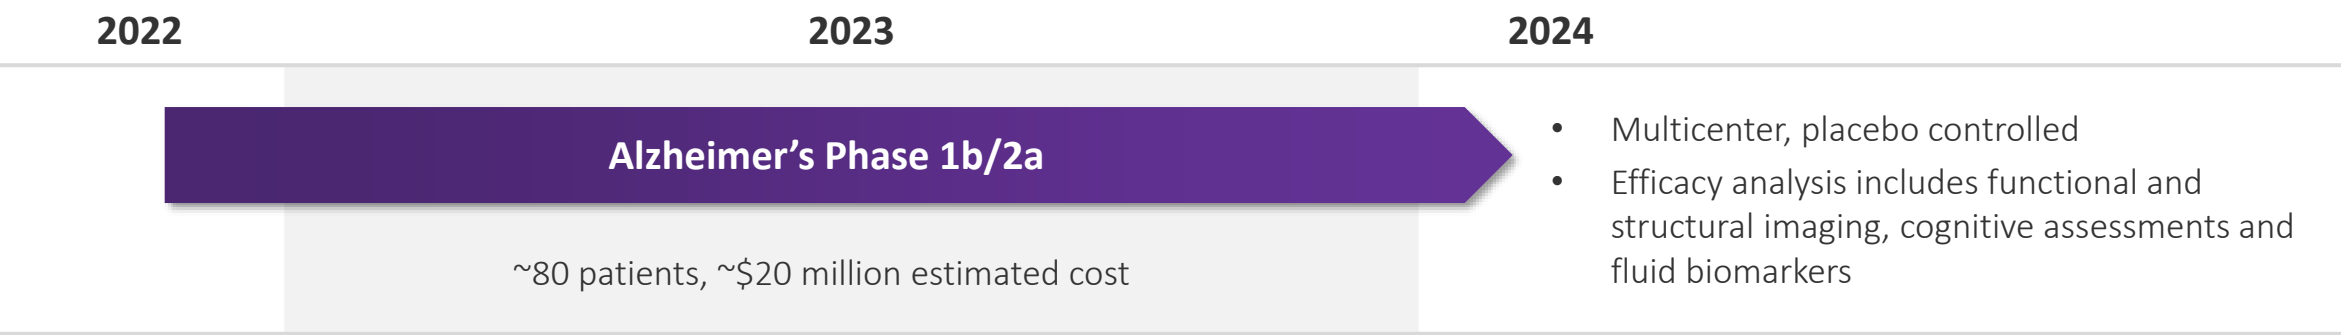 2022 2023 2024
Alzheimer’s Phase 1b/2a
~80 patients, ~$20 million estimated cost
• Multicenter, placebo controlled
• Efficacy analysis includes functional and
structural imaging, cognitive assessments and
fluid biomarkers